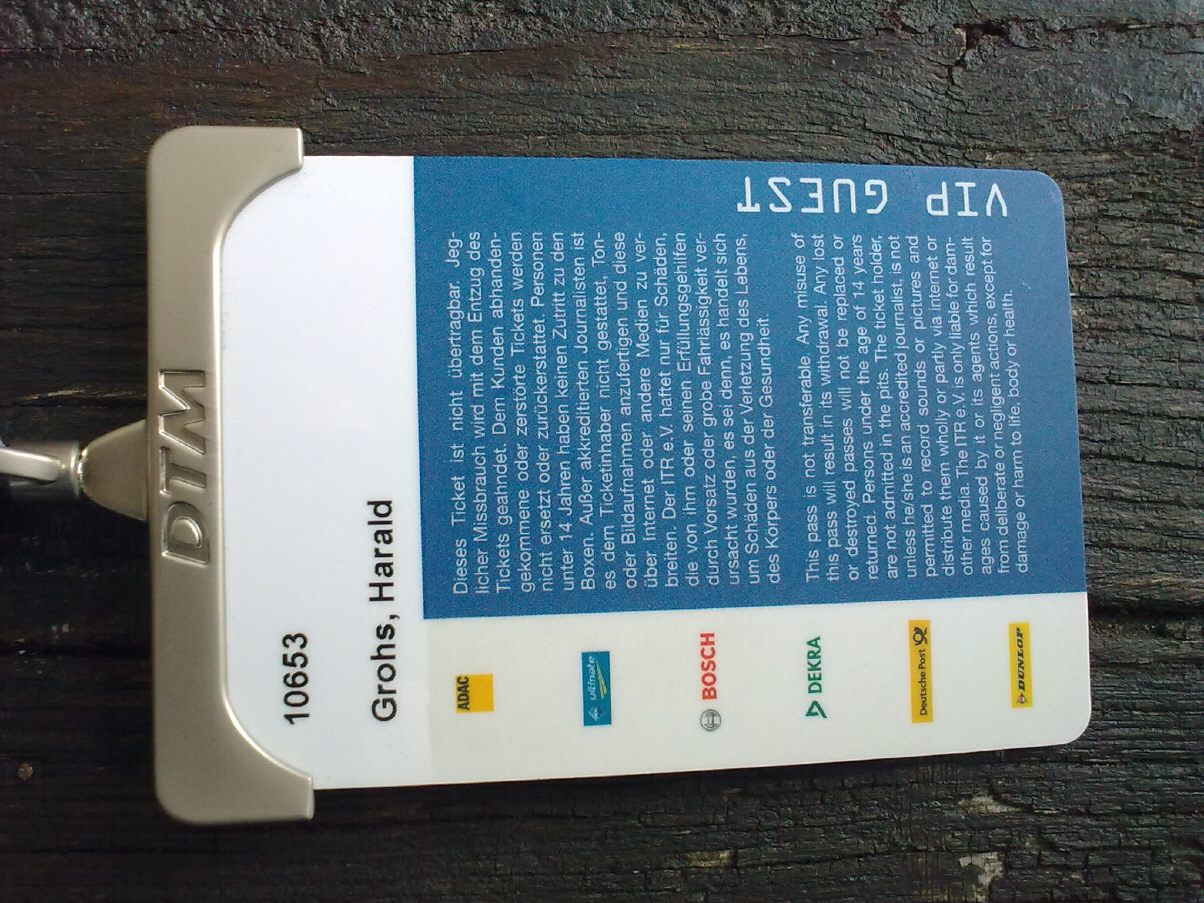 DTM
10653
Grohs, Harald
Dieses Ticket ist nicht übertragbar. Jeg-
licher Missbrauch wird mit dem Entzug des
Tickets geahndet. Dem Kunden abhanden-
gekommene oder zerstörte Tickets werden
nicht ersetzt oder zurückerstattet. Personen
unter 14 Jahren haben keinen Zutritt zu den
Boxen. Außer akkreditierten Journalisten ist
es dem Ticketinhaber nicht gestattet, Ton-
oder Bildaufnahmen anzufertigen und diese
über Internet oder andere Medien zu ver-
breiten. Der ITR e.V. haftet nur für Schäden,
die von ihm oder seinen Erfüllungsgehilfen
durch Vorsatz oder grobe Fahrlässigkeit ver-
ursacht wurden, es sei denn, es handelt sich
um Schäden aus der Verletzung des Lebens,
des Körpers oder der Gesundheit.
This pass is not transferable. Any misuse of
this pass will result in its withdrawal. Any lost
or destroyed passes will not be replaced or
returned. Persons under the age of 14 years
are not admitted in the pits. The ticket holder,
unless he/she is an accredited journalist, is not
permitted to record sounds or pictures and
distribute them wholly or partly via internet or
other media. The ITR e.V. is only liable for dam-
ages caused by it or its agents which result
from deliberate or negligent actions, except for
damage or harm to life, body or health.
VIP GUEST
ADAC
ultimate
BOSCH
DEKRA
Deutsche Post
DUNLOP